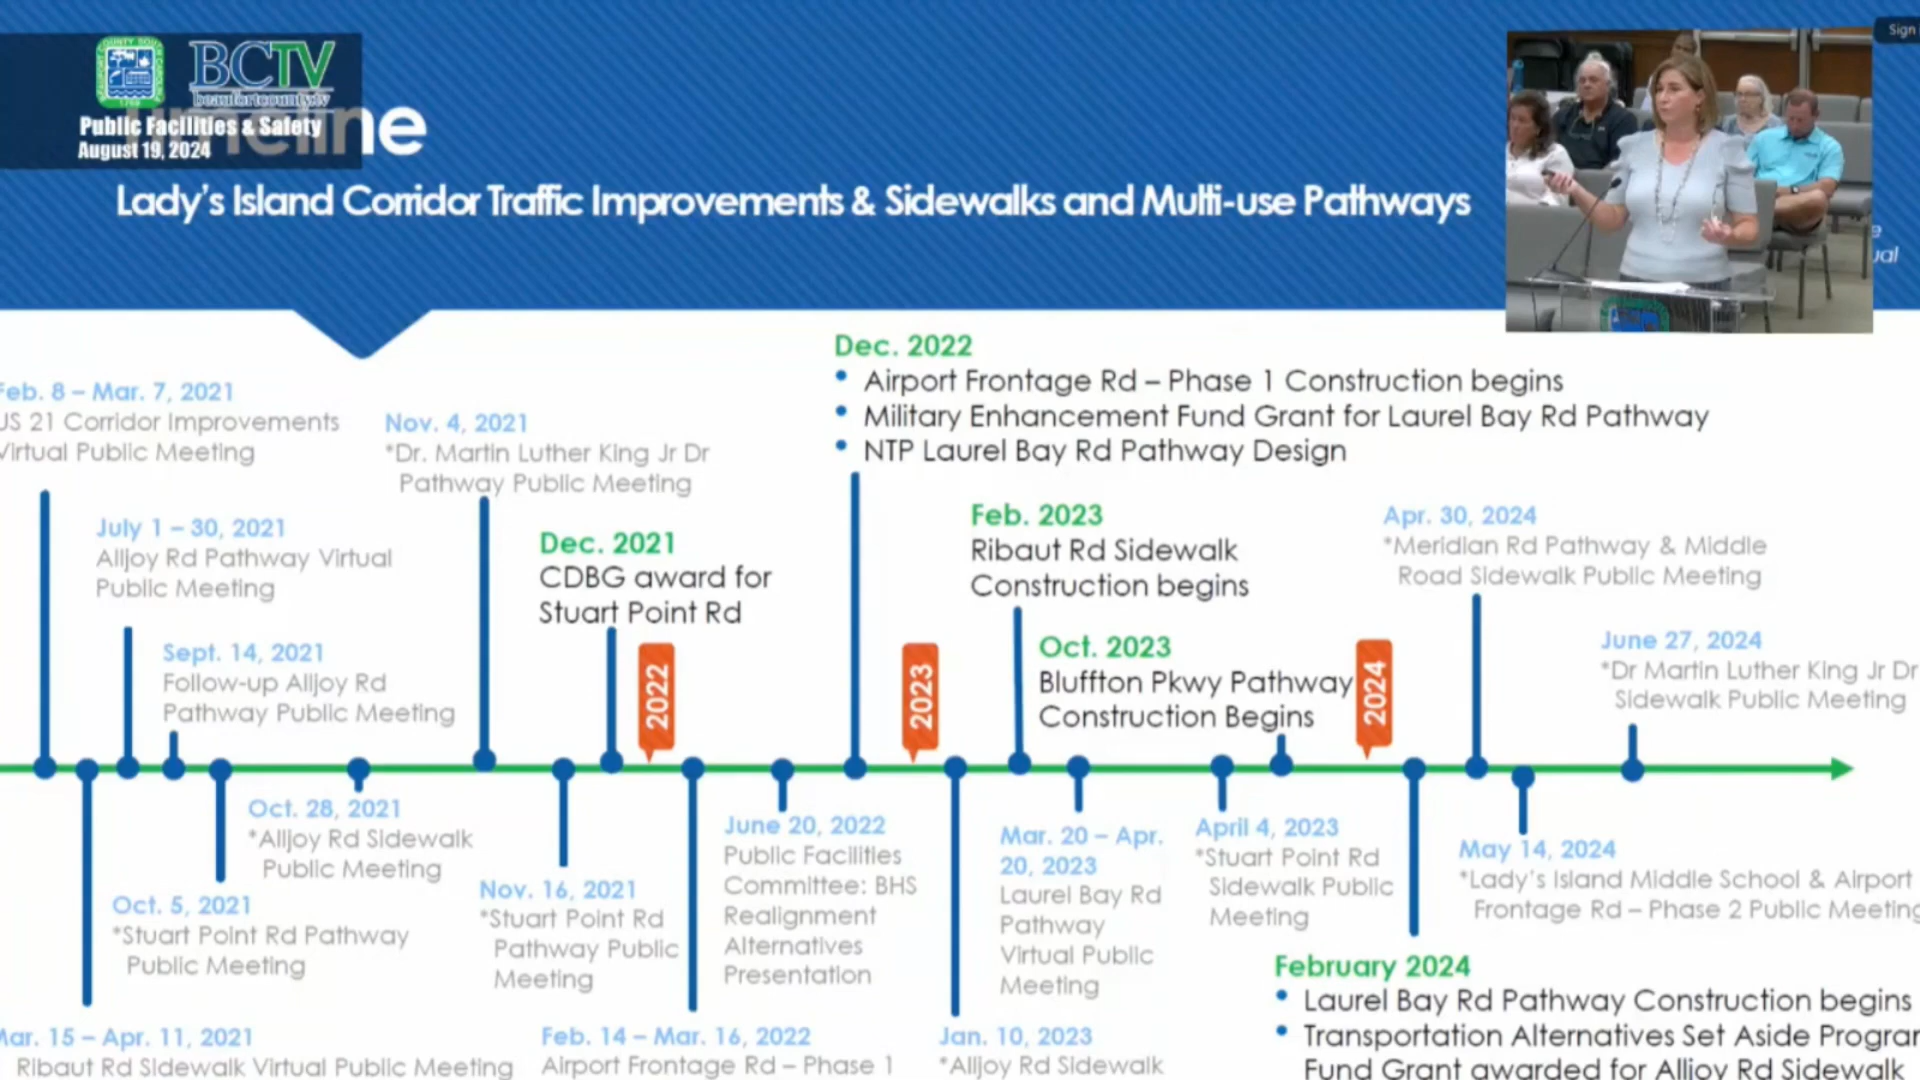 BCTV
beaufortcounty.tv
Public Facilities & Safety
August 19, 2024
Timeline
Lady's Island Corridor Traffic Improvements & Sidewalks and Multi-use Pathways
Sign
Feb. 8 – Mar. 7, 2021
US 21 Corridor Improvements
Virtual Public Meeting
July 1 – 30, 2021
Alljoy Rd Pathway Virtual
Public Meeting
Sept. 14, 2021
Follow-up Alljoy Rd
Pathway Public Meeting
Nov. 4, 2021
*Dr. Martin Luther King Jr Dr
Pathway Public Meeting
Dec. 2021
CDBG award for
Stuart Point Rd
2022
Dec. 2022
• Airport Frontage Rd – Phase 1 Construction begins
• Military Enhancement Fund Grant for Laurel Bay Rd Pathway
• NTP Laurel Bay Rd Pathway Design
2023
Feb. 2023
Ribaut Rd Sidewalk
Construction begins
Oct. 2023
Bluffton Pkwy Pathway
Construction Begins
2024
Apr. 30, 2024
*Meridian Rd Pathway & Middle
Road Sidewalk Public Meeting
June 27, 2024
*Dr Martin Luther King Jr Dr
Sidewalk Public Meeting
Mar. 15 – Apr. 11, 2021
Ribaut Rd Sidewalk Virtual Public Meeting
Oct. 5, 2021
*Stuart Point Rd Pathway
Public Meeting
Oct. 28, 2021
*Alljoy Rd Sidewalk
Public Meeting
Nov. 16, 2021
*Stuart Point Rd
Pathway Public
Meeting
Feb. 14 – Mar. 16, 2022
Airport Frontage Rd – Phase 1
June 20, 2022
Public Facilities
Committee: BHS
Realignment
Alternatives
Presentation
Jan. 10, 2023
*Alljoy Rd Sidewalk
Mar. 20 – Apr.
20, 2023
Laurel Bay Rd
Pathway
Virtual Public
Meeting
April 4, 2023
*Stuart Point Rd
Sidewalk Public
Meeting
February 2024
• Laurel Bay Rd Pathway Construction begins
• Transportation Alternatives Set Aside Program
Fund Grant awarded for Alljoy Rd Sidewalk
May 14, 2024
*Lady's Island Middle School & Airport
Frontage Rd – Phase 2 Public Meeting